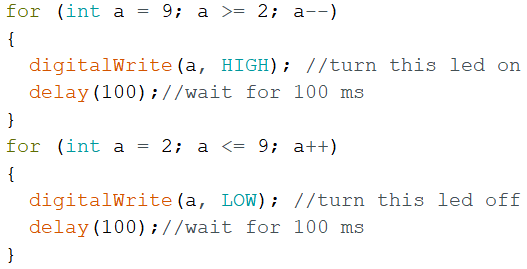 for (int a = 9; a >= 2; a--)
{
  digitalWrite(a, HIGH); //turn this led on
  delay(100);//wait for 100 ms
}
for (int a = 2; a <= 9; a++)
{
  digitalWrite(a, LOW); //turn this led off
  delay(100);//wait for 100 ms
}